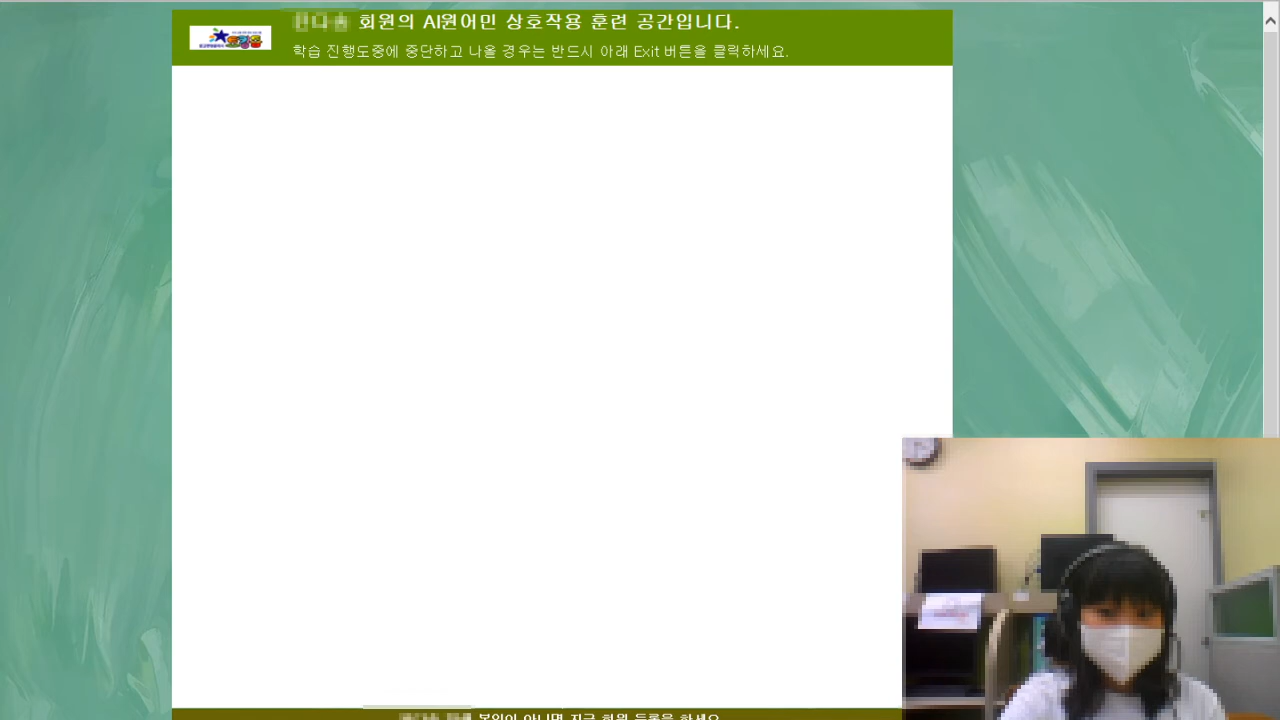 회원의 AI원어민 상호작용 훈련 공간입니다.
학습 진행도중에 중단하고 나올 경우는 반드시 아래 Exit 버튼을 클릭하세요.
본인이 아니면 지금 회원 등록을 하세요